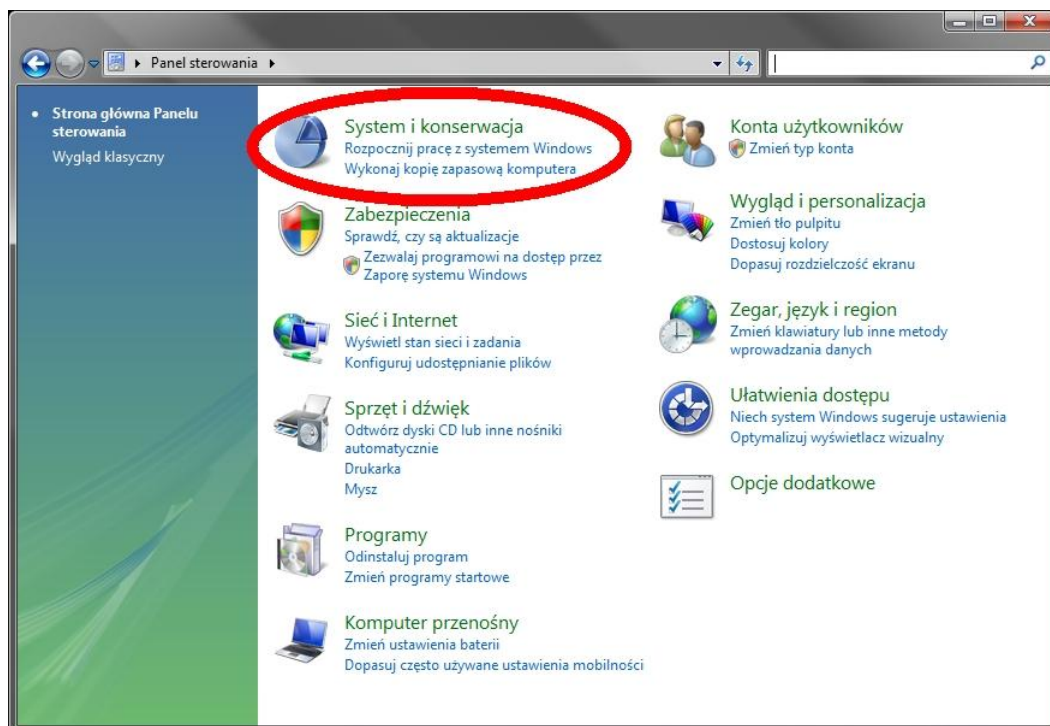 Panel sterowania
Strona główna Panelu
sterowania
Wygląd klasyczny
System i konserwacja
Rozpocznij pracę z systemem Windows
Wykonaj kopię zapasową komputera
Zabezpieczenia
Sprawdź, czy są aktualizacje
Zezwalaj programowi na dostęp przez
Zaporę systemu Windows
Sieć i Internet
Wyświetl stan sieci i zadania
Konfiguruj udostępnianie plików
Sprzęt i dźwięk
Odtwórz dyski CD lub inne nośniki
automatycznie
Drukarka
Mysz
Programy
Odinstaluj program
Zmień programy startowe
Komputer przenośny
Zmień ustawienia baterii
Dopasuj często używane ustawienia mobilności
Konta użytkowników
Zmień typ konta
Wygląd i personalizacja
Zmień tło pulpitu
Dostosuj kolory
Dopasuj rozdzielczość ekranu
Zegar, język i region
Zmień klawiatury lub inne metody
wprowadzania danych
Ułatwienia dostępu
Niech system Windows sugeruje ustawienia
Optymalizuj wyświetlacz wizualny
Opcje dodatkowe